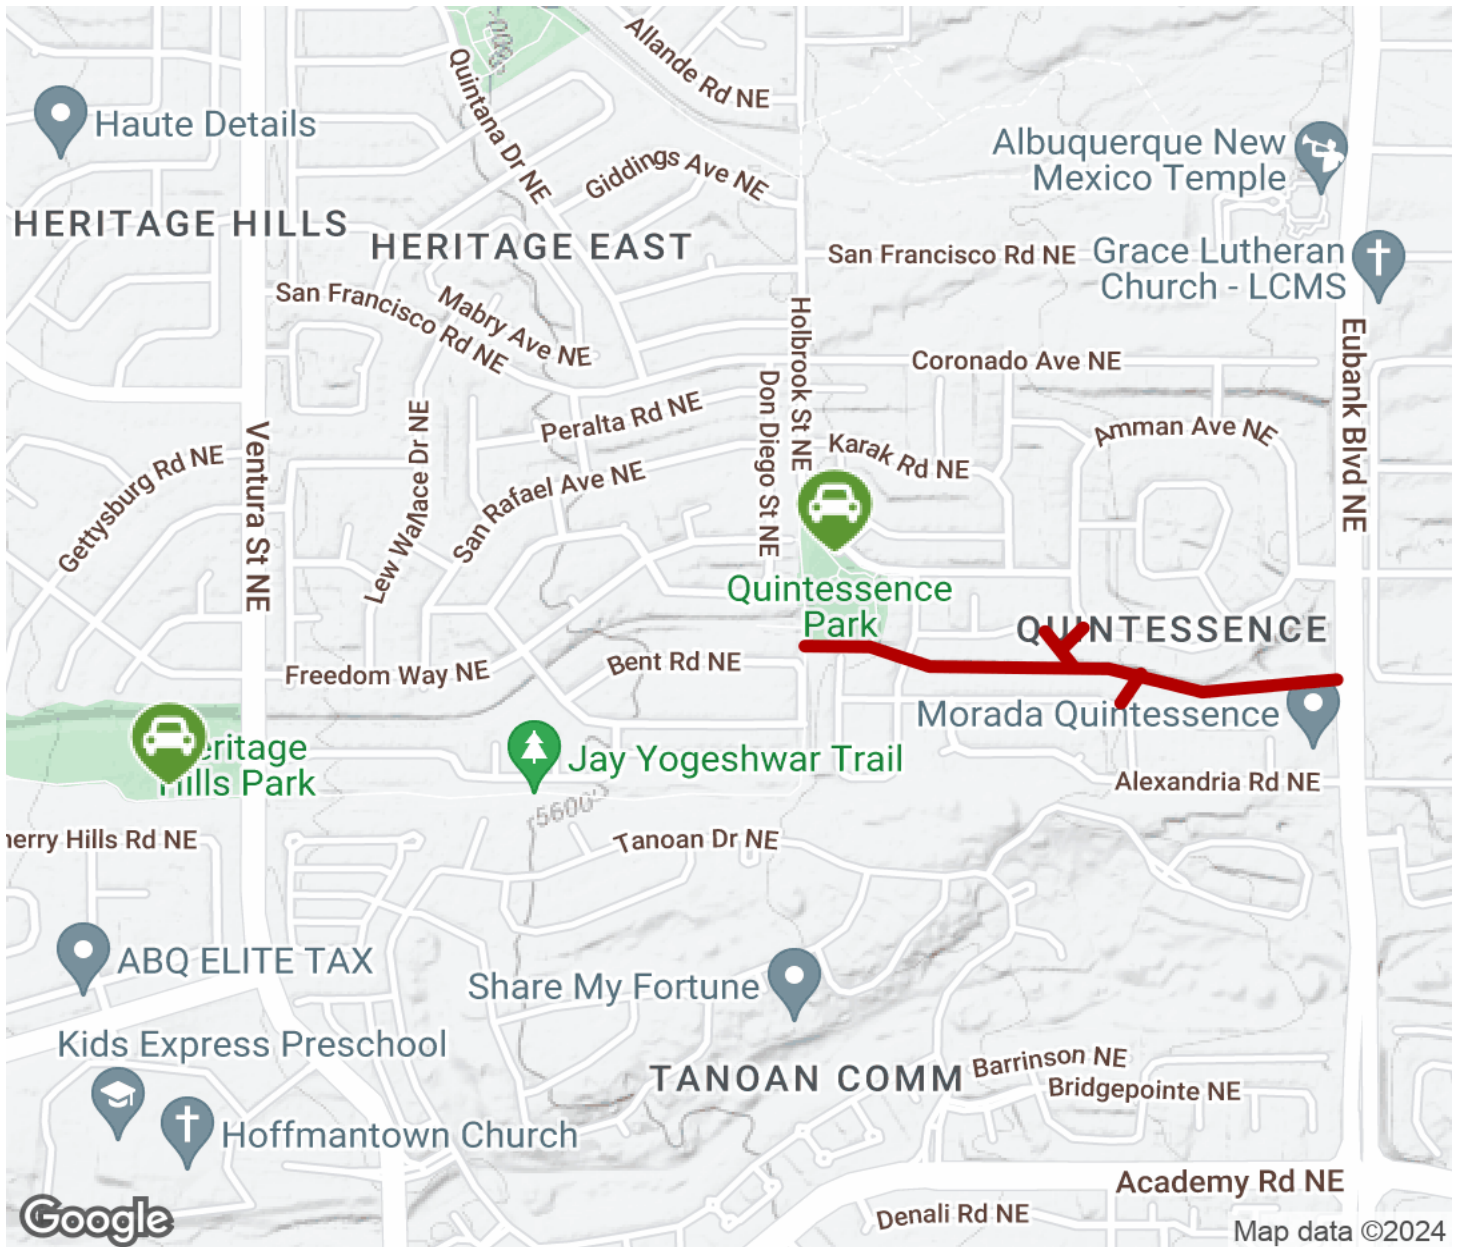 Allande Rd NE
5500'
Quintana Dr NE
Haute Details
Giddings Ave NE
Albuquerque New
Mexico Temple
HERITAGE HILLS
HERITAGE EAST
San Francisco Rd NE
Grace Lutheran
Church - LCMS
San Francisco Rd NE
Mabry Ave NE
Holbrook St NE
Eubank Blvd NE
Coronado Ave NE
Don Diego St NE
Peralta Rd NE
Lew Wallace Dr NE
Ventura St NE
Gettysburg Rd NE
San Rafael Ave NE
Karak Rd NE
Amman Ave NE
Quintessence
Park
QUINTESSENCE
Freedom Way NE
Bent Rd NE
Morada Quintessence
eritage
Hills Park
Jay Yogeshwar Trail
5600'
Alexandria Rd NE
herry Hills Rd NE
Tanoan Dr NE
ABQ ELITE TAX
Share My Fortune
Kids Express Preschool
TANOAN COMM
Barrinson NE
Bridgepointe NE
Hoffmantown Church
Academy Rd NE
Denali Rd NE
Google
Map data ©2024